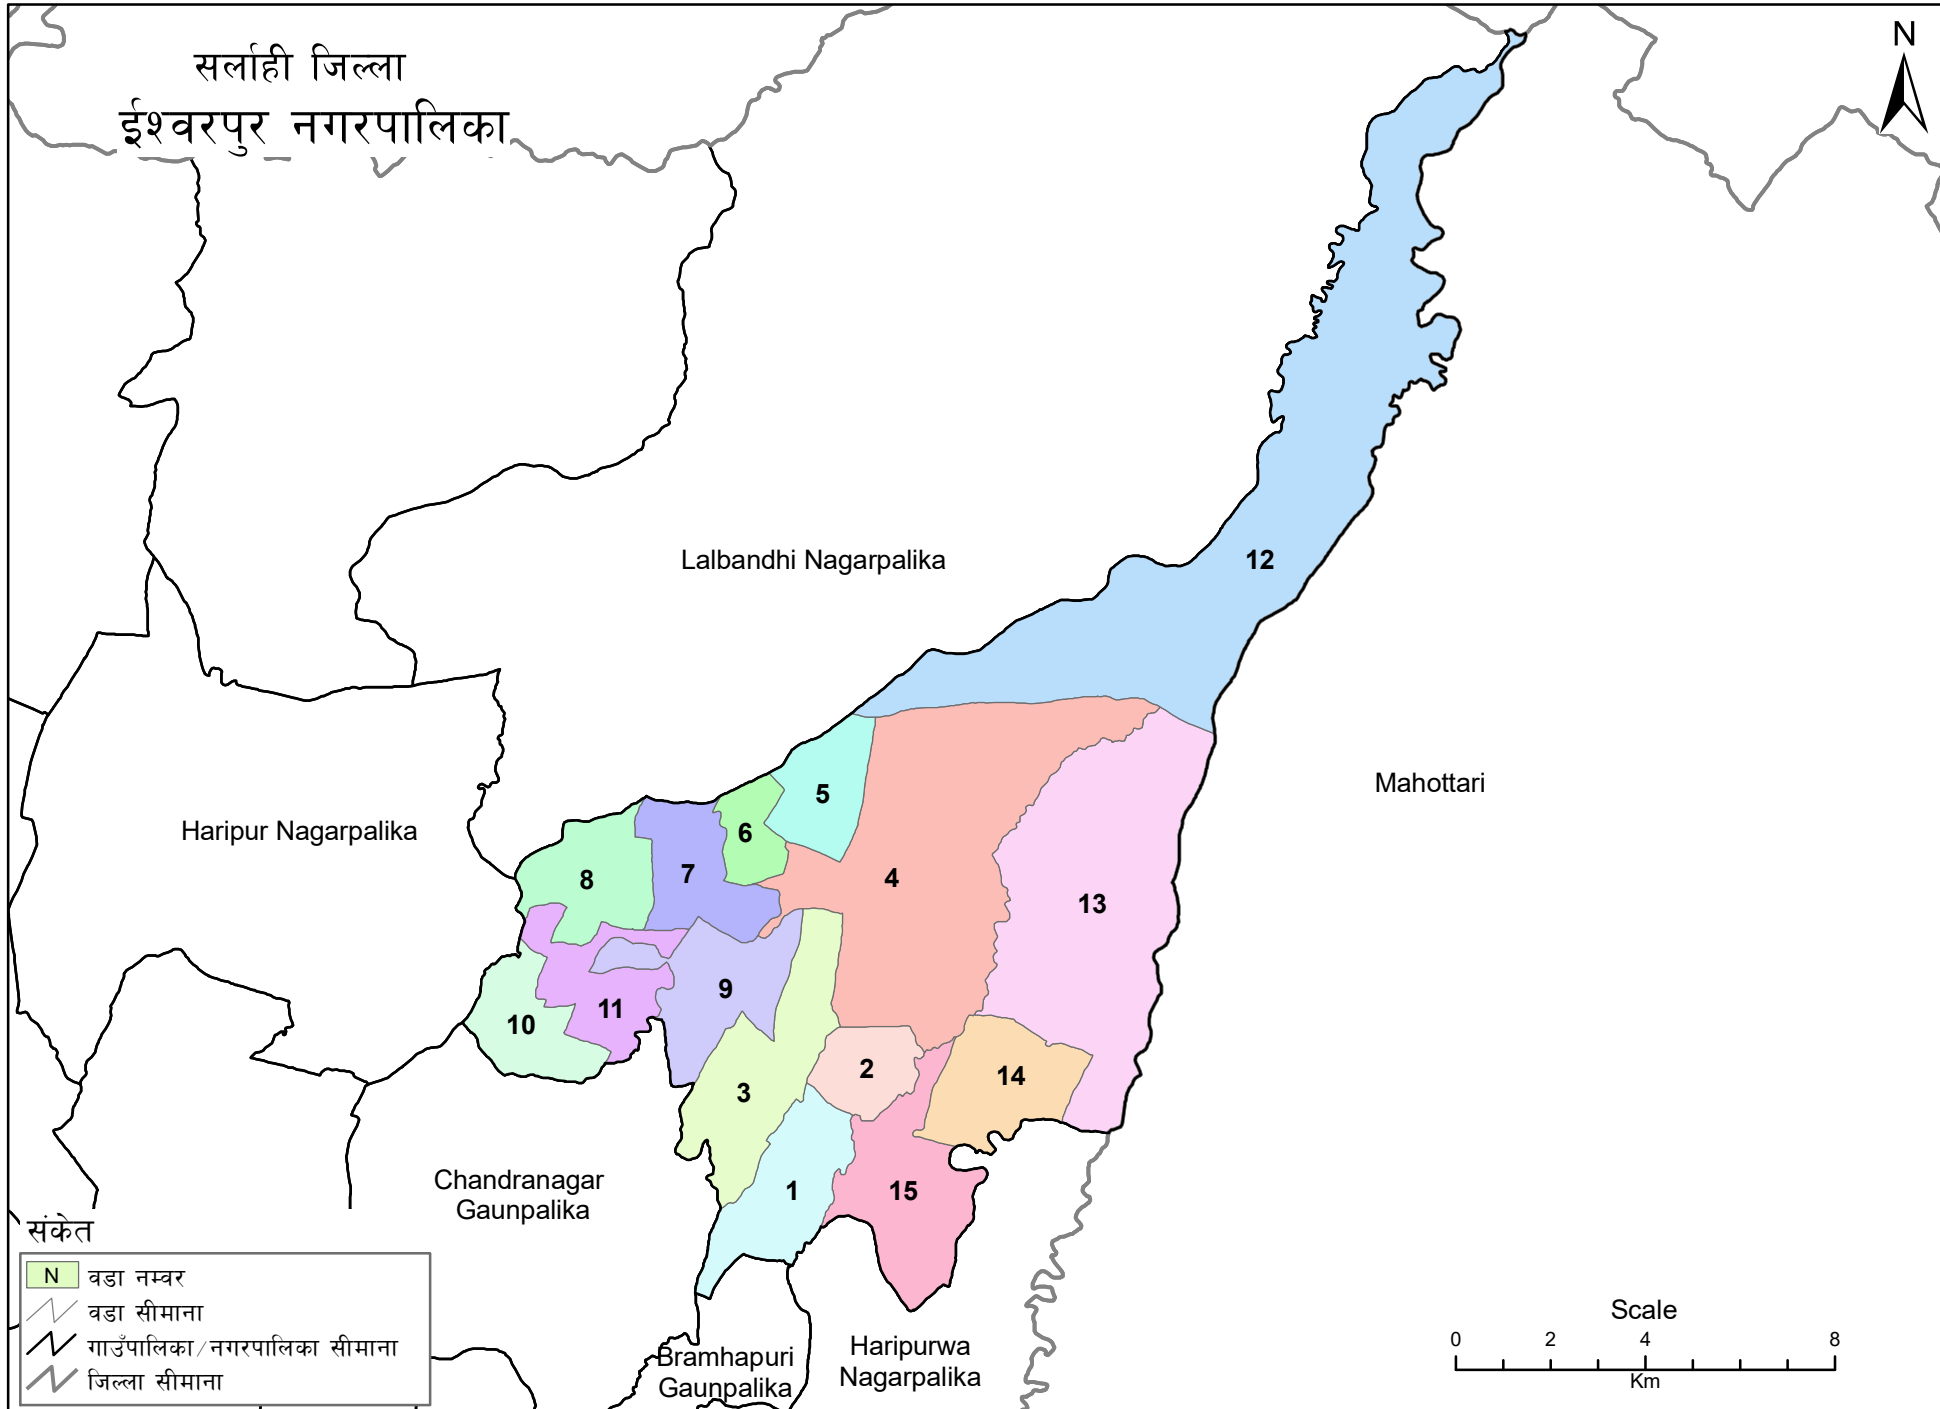 सर्लाही जिल्ला
ईश्वरपुर नगरपालिका
N
12
Lalbandhi Nagarpalika
Mahottari
5
Haripur Nagarpalika
6
7
8
4
13
9
11
10
2
14
3
Chandranagar
Gaunpalika
1
15
संकेत
N वडा नम्वर
वडा सीमाना
गाउँपालिका/नगरपालिका सीमाना
जिल्ला सीमाना
Bramhapuri
Gaunpalika
Haripurwa
Nagarpalika
Scale
0 2 4 8
Km